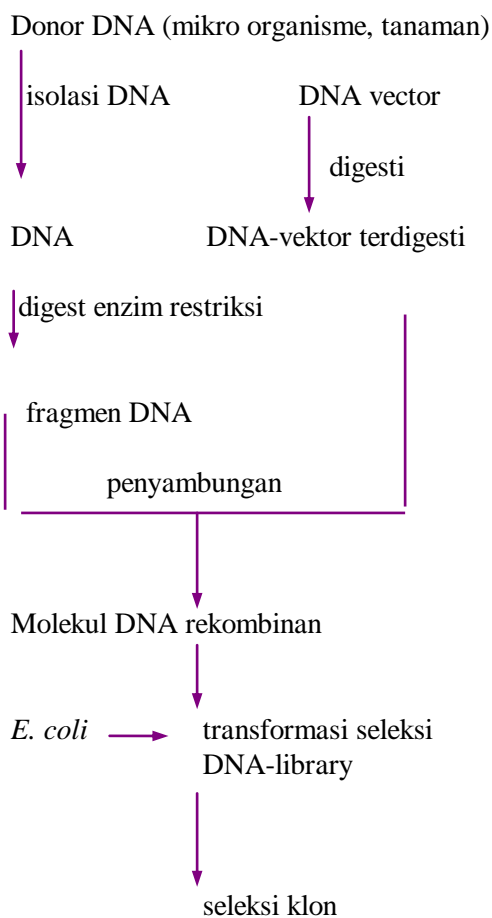 Donor DNA (mikro organisme, tanaman)
isolasi DNA
DNA vector
digesti
DNA
DNA-vektor terdigesti
digest enzim restriksi
fragmen DNA
penyambungan
Molekul DNA rekombinan
E. coli
transformasi seleksi
DNA-library
seleksi klon